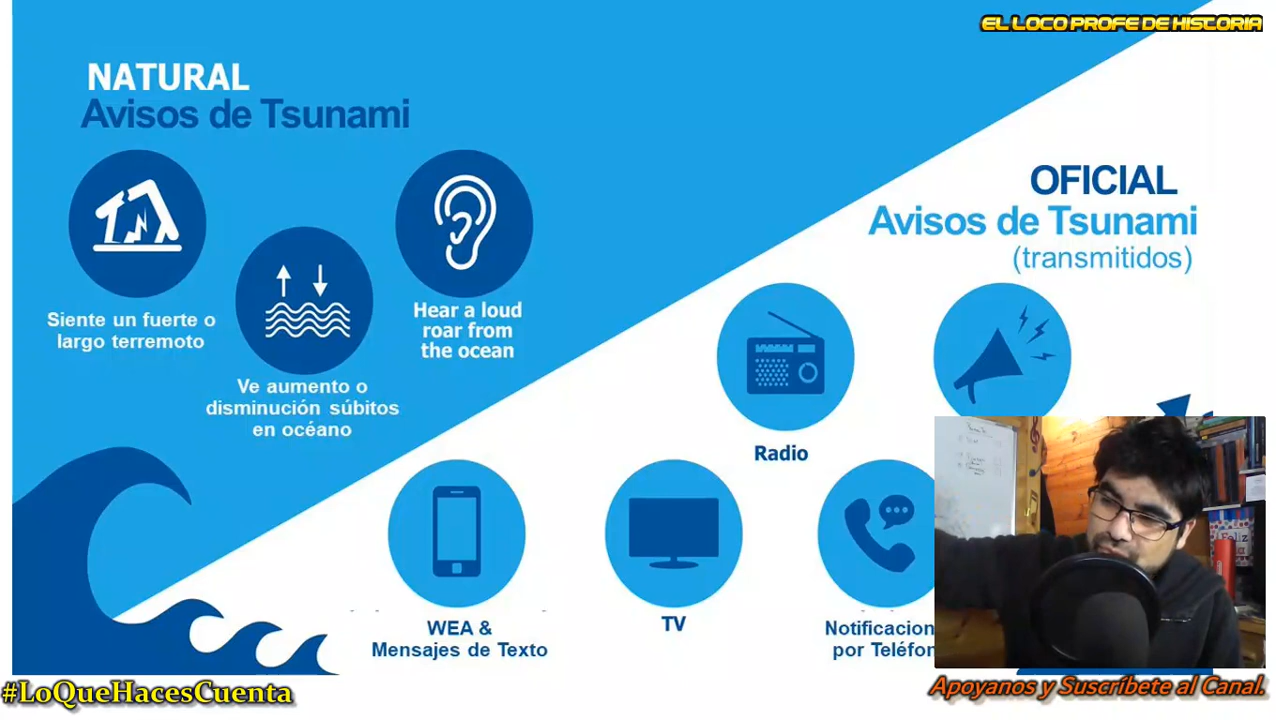 EL LOCO PROFE DE HISTORIA
NATURAL
Avisos de Tsunami
Siente un fuerte o
largo terremoto
Ve aumento o
disminución súbitos
en océano
Hear a loud
roar from
the ocean
OFICIAL
Avisos de Tsunami
(transmitidos)
Radio
WEA &
Mensajes de Texto
TV
Notificacion
por Teléfon
Feliz
#LoQueHacesCuenta
Apoyanos y Suscríbete al Canal.